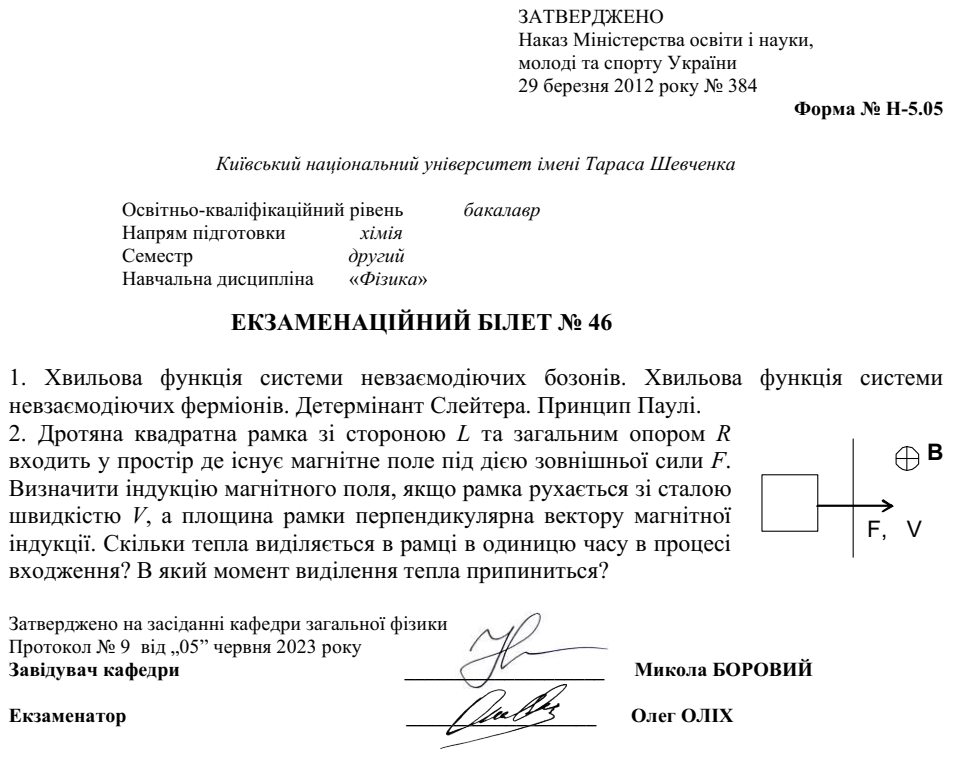 ЗАТВЕРДЖЕНО
Наказ Міністерства освіти і науки,
молоді та спорту України
29 березня 2012 року № 384
Форма № Н-5.05
Київський національний університет імені Тараса Шевченка
Освітньо-кваліфікаційний рівень бакалавр
Напрям підготовки хімія
Семестр другий
Навчальна дисципліна «Фізика»
ЕКЗАМЕНАЦІЙНИЙ БІЛЕТ № 46
1. Хвильова функція системи невзаємодіючих бозонів. Хвильова функція системи
невзаємодіючих ферміонів. Детермінант Слейтера. Принцип Паулі.
2. Дротяна квадратна рамка зі стороною L та загальним опором R
входить у простір де існує магнітне поле під дією зовнішньої сили F.
Визначити індукцію магнітного поля, якщо рамка рухається зі сталою
швидкістю V, а площина рамки перпендикулярна вектору магнітної
індукції. Скільки тепла виділяється в рамці в одиницю часу в процесі
входження? В який момент виділення тепла припиниться?
B
F, V
Затверджено на засіданні кафедри загальної фізики
Протокол № 9 від „05” червня 2023 року
Завідувач кафедри Микола БОРОВИЙ
Екзаменатор Олег ОЛІХ